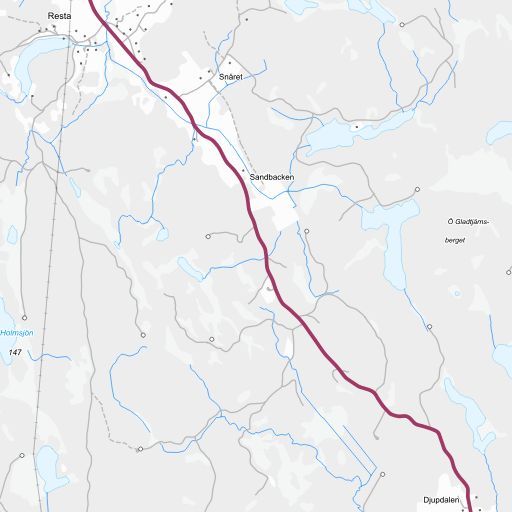 Resta
Snåret
Sandbacken
Ö Gladtjärns-
berget
Holmsjön
147
Djupdalen